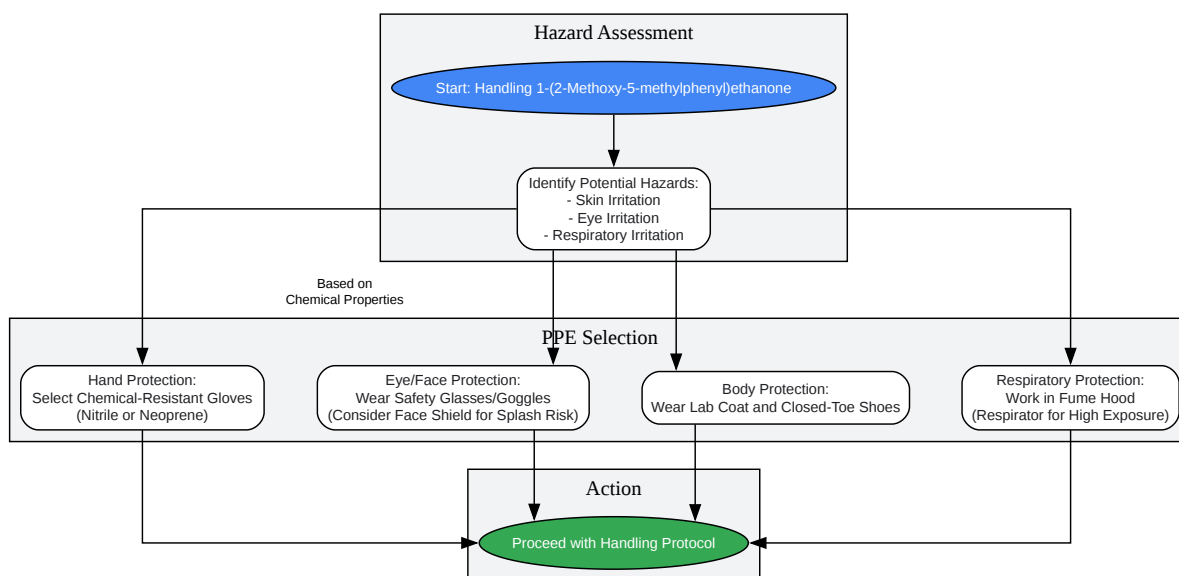 Hazard Assessment
Start: Handling 1-(2-Methoxy-5-methylphenyl)ethanone
Identify Potential Hazards:
- Skin Irritation
- Eye Irritation
- Respiratory Irritation
Based on
Chemical Properties
PPE Selection
Hand Protection:
Select Chemical-Resistant Gloves
(Nitrile or Neoprene)
Eye/Face Protection:
Wear Safety Glasses/Goggles
(Consider Face Shield for Splash Risk)
Body Protection:
Wear Lab Coat and Closed-Toe Shoes
Respiratory Protection:
Work in Fume Hood
(Respirator for High Exposure)
Action
Proceed with Handling Protocol